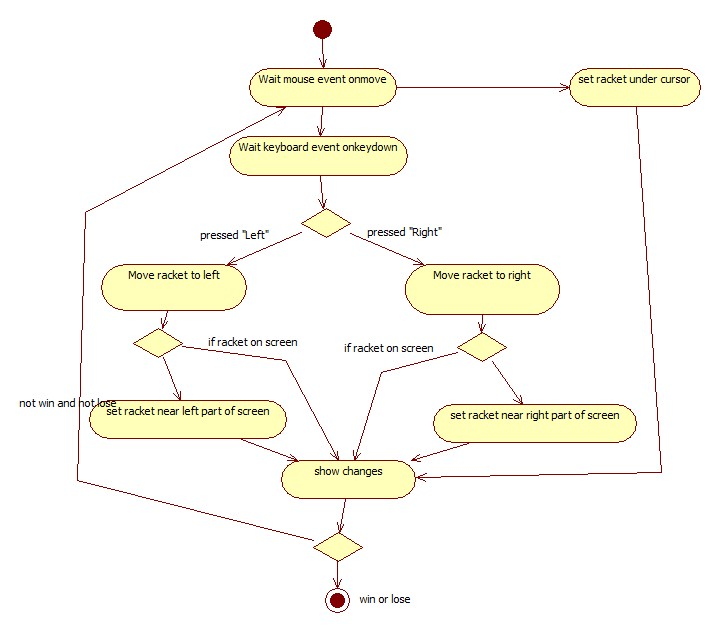 Wait mouse event onmove
set racket under cursor
Wait keyboard event onkeydown
pressed "Left"
pressed "Right"
Move racket to left
Move racket to right
if racket on screen
if racket on screen
not win and not lose
set racket near left part of screen
set racket near right part of screen
show changes
win or lose